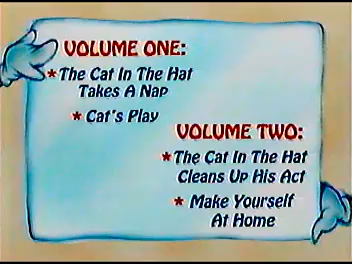 VOLUME ONE:
* The Cat In The Hat
Takes A Nap
* Cat's Play
VOLUME TWO:
* The Cat In The Hat
Cleans Up His Act
* Make Yourself
At Home